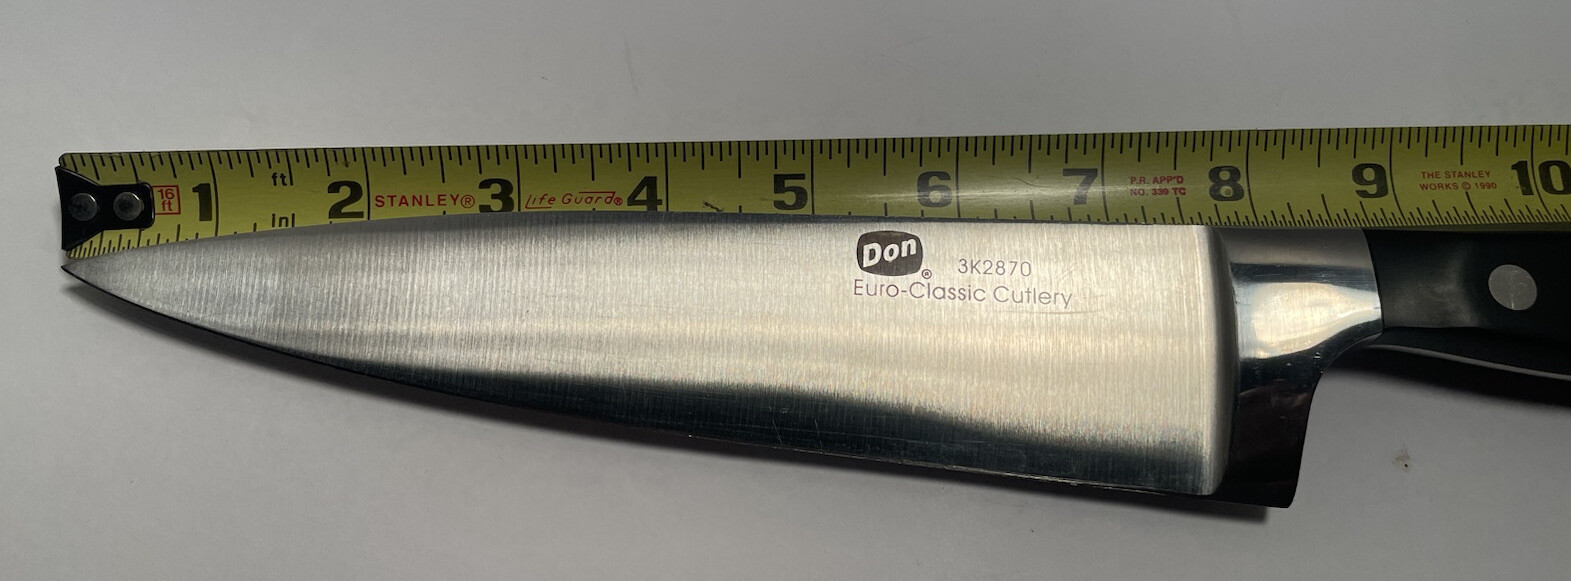 16
ft
1
ft
in
2
STANLEY®
3
Life Guard®
4
5
6
7
P.R. APP'D
NO. 339 TC
8
9
THE STANLEY
WORKS © 1990
10
Don®
3K2870
Euro-Classic Cutlery